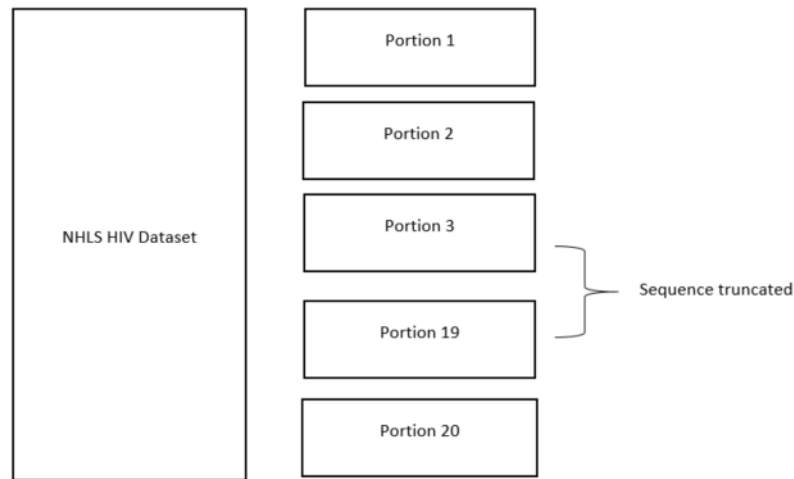 NHLS HIV Dataset
Portion 1
Portion 2
Portion 3
Portion 19
Portion 20
Sequence truncated